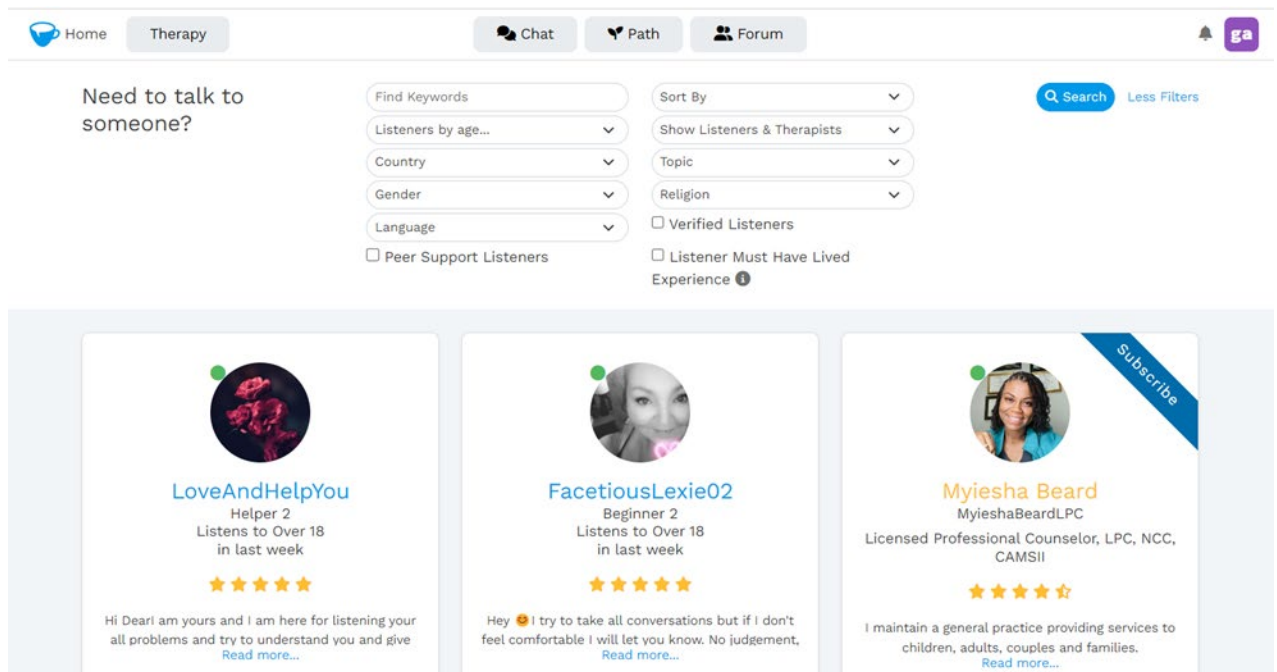 Home
Therapy
Chat
Path
Forum
ga
Need to talk to
someone?
Find Keywords
Sort By
Search
Less Filters
Listeners by age...
Show Listeners & Therapists
Country
Topic
Gender
Religion
Language
Verified Listeners
Peer Support Listeners
Listener Must Have Lived
Experience
LoveAndHelpYou
Helper 2
Listens to Over 18
in last week
Hi DearI am yours and I am here for listening your
all problems and try to understand you and give
Read more...
FacetiousLexie02
Beginner 2
Listens to Over 18
in last week
Hey 😊 I try to take all conversations but if I don't
feel comfortable I will let you know. No judgement,
Read more...
Subscribe
Myiesha Beard
MyieshaBeardLPC
Licensed Professional Counselor, LPC, NCC,
CAMSII
I maintain a general practice providing services to
children, adults, couples and families.
Read more...